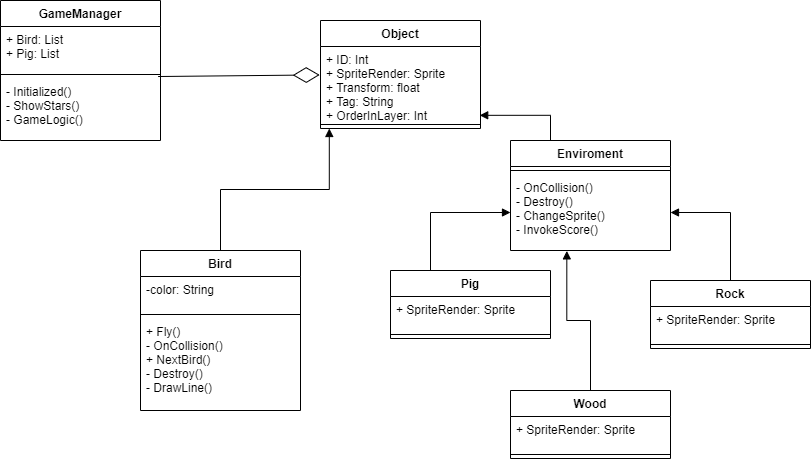 GameManager
+ Bird: List
+ Pig: List
- Initialized()
- ShowStars()
- GameLogic()
Object
+ ID: Int
+ SpriteRender: Sprite
+ Transform: float
+ Tag: String
+ OrderInLayer: Int
Enviroment
- OnCollision()
- Destroy()
- ChangeSprite()
- InvokeScore()
Bird
-color: String
+ Fly()
- OnCollision()
+ NextBird()
- Destroy()
- DrawLine()
Pig
+ SpriteRender: Sprite
Rock
+ SpriteRender: Sprite
Wood
+ SpriteRender: Sprite